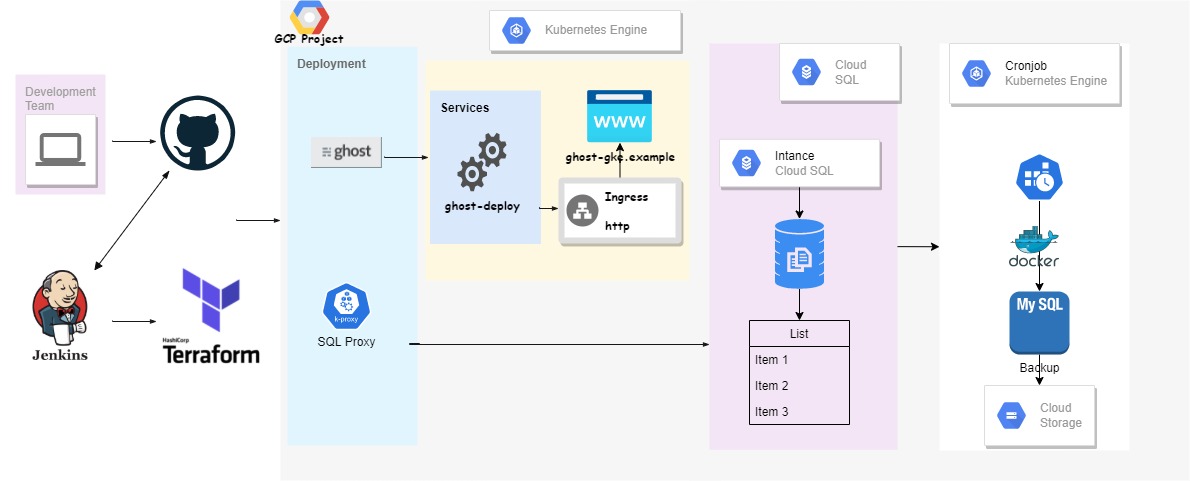 GCP Project
Kubernetes Engine
Deployment
Cloud
SQL
Cronjob
Kubernetes Engine
Development
Team
Services
www
ghost
ghost-gke.example
Intance
Cloud SQL
ghost-deploy
Ingress
http
docker
k-proxy
SQL Proxy
My SQL
Jenkins
HashiCorp
Terraform
List
Item 1
Item 2
Item 3
Backup
Cloud
Storage